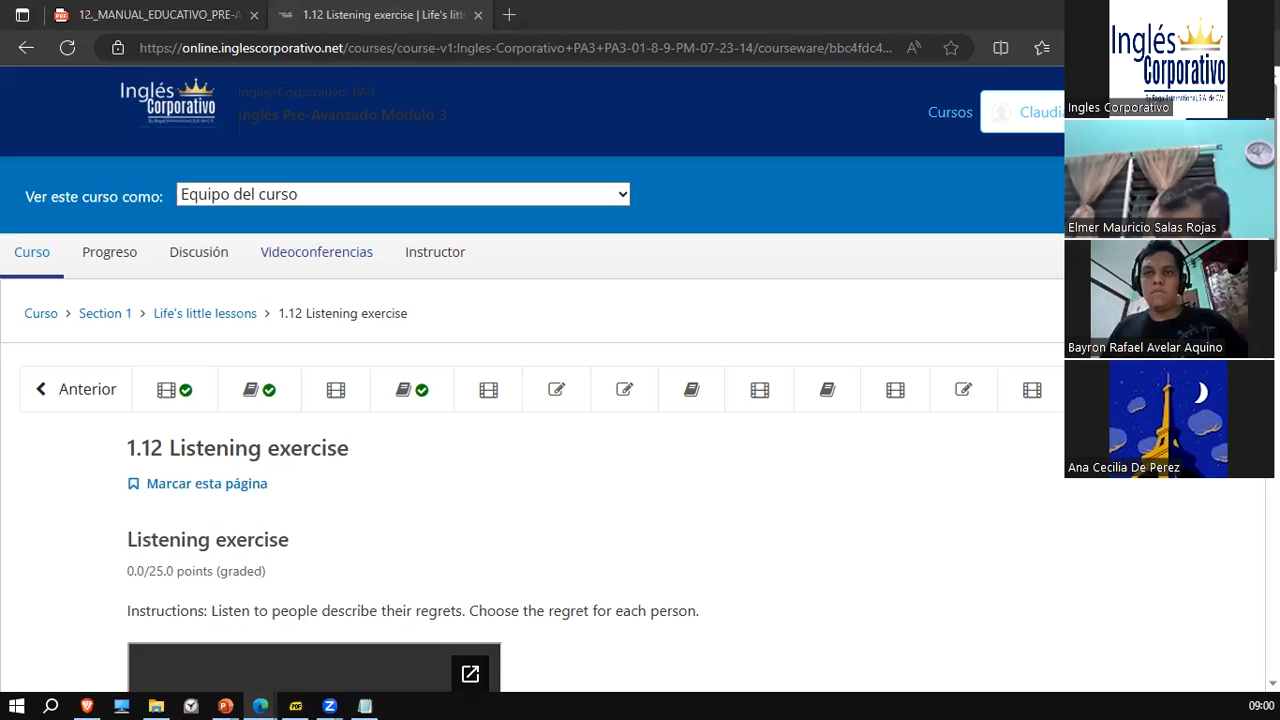 12._MANUAL_EDUCATIVO_PRE-A
1.12 Listening exercise | Life's littl
https://online.inglescorporativo.net/courses/course-v1:Ingles-Corporativo+PA3+PA3-01-8-9-PM-07-23-14/courseware/bbc4fdc4...
Inglés
Corporativo
Ingles-Corporativo: PA3
Inglés Pre-Avanzado Módulo 3
Cursos
Claudia
Inglés
Corporativo
Ingles Corporativo
Ver este curso como:
Equipo del curso
Elmer Mauricio Salas Rojas
Curso
Progreso
Discusión
Videoconferencias
Instructor
Curso > Section 1 > Life's little lessons > 1.12 Listening exercise
Bayron Rafael Avelar Aquino
Anterior
1.12 Listening exercise
Ana Cecilia De Perez
Marcar esta página
Listening exercise
0.0/25.0 points (graded)
Instructions: Listen to people describe their regrets. Choose the regret for each person.
09:00